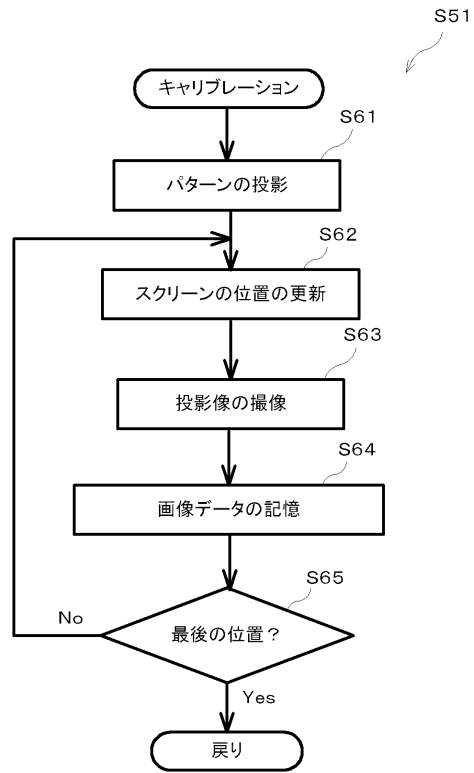 S51
キャリブレーション
S61
パターンの投影
S62
スクリーンの位置の更新
S63
投影像の撮像
S64
画像データの記憶
S65
最後の位置？
No
Yes
戻り